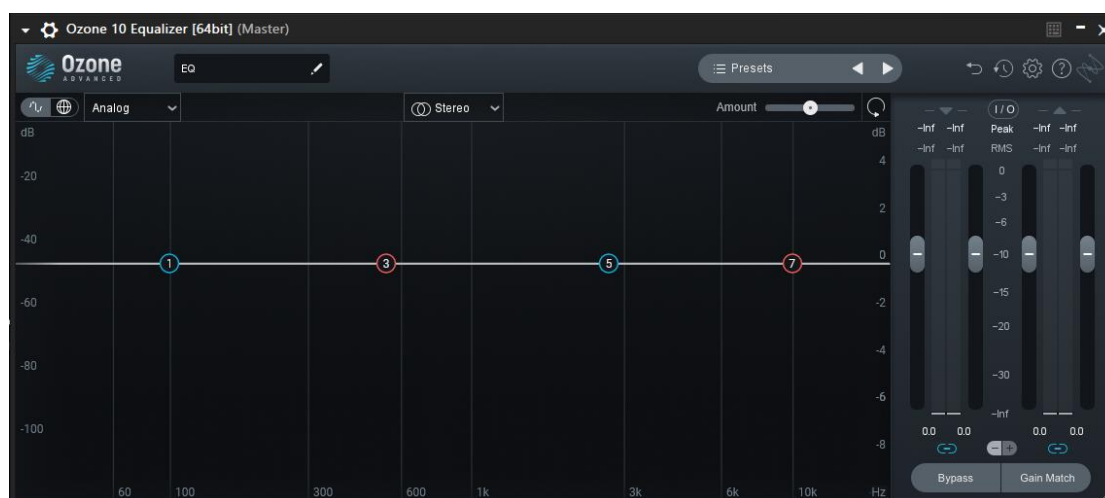 Ozone 10 Equalizer [64bit] (Master)
Ozone
ADVANCED
EQ
Presets
Analog
Stereo
Amount
dB
-20
-40
-60
-80
-100
1
3
5
7
dB
4
2
0
-2
-4
-6
-8
60 100 300 600 1k 3k 6k 10k Hz
I/O
-Inf -Inf Peak -Inf -Inf
-Inf -Inf RMS -Inf -Inf
0
-3
-6
-10
-15
-20
-30
-Inf
0.0 0.0 0.0 0.0
Bypass Gain Match